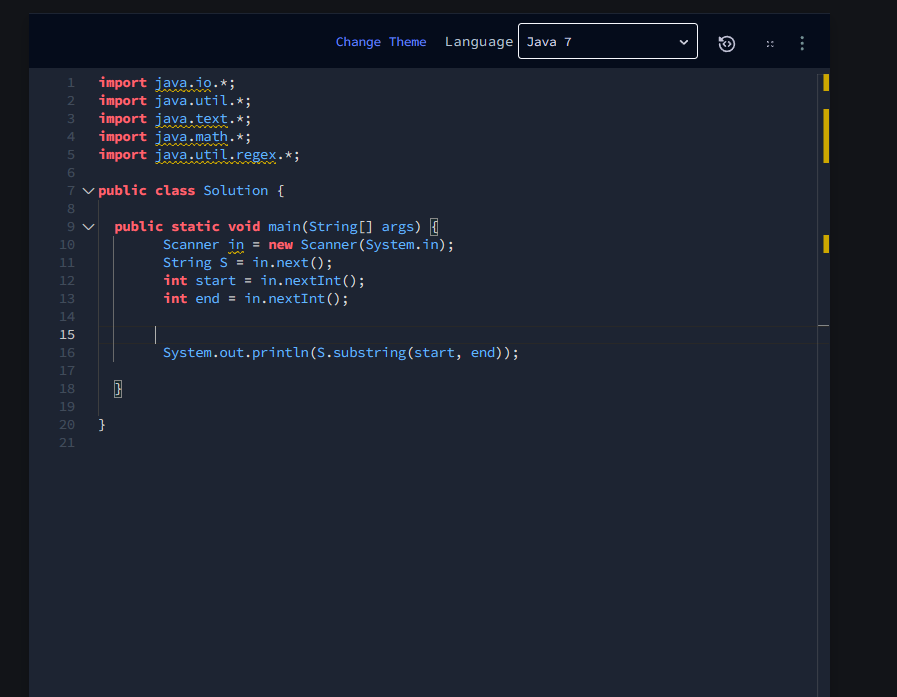 Change Theme Language Java 7
1 import java.io.*;
2 import java.util.*;
3 import java.text.*;
4 import java.math.*;
5 import java.util.regex.*;
6
7 public class Solution {
8
9 public static void main(String[] args) {
10 Scanner in = new Scanner(System.in);
11 String S = in.next();
12 int start = in.nextInt();
13 int end = in.nextInt();
14
15
16 System.out.println(S.substring(start, end));
17
18 }
19
20 }
21